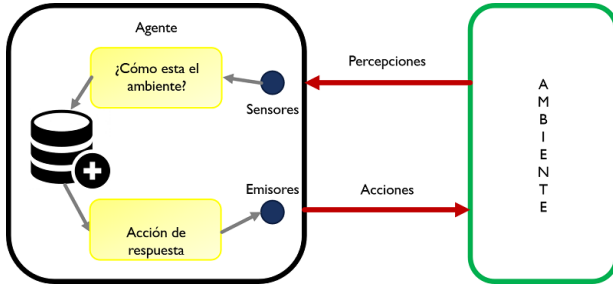 Agente
¿Cómo esta el
ambiente?
Sensores
Percepciones
Emisores
Acciones
Acción de
respuesta
A
M
B
I
E
N
T
E